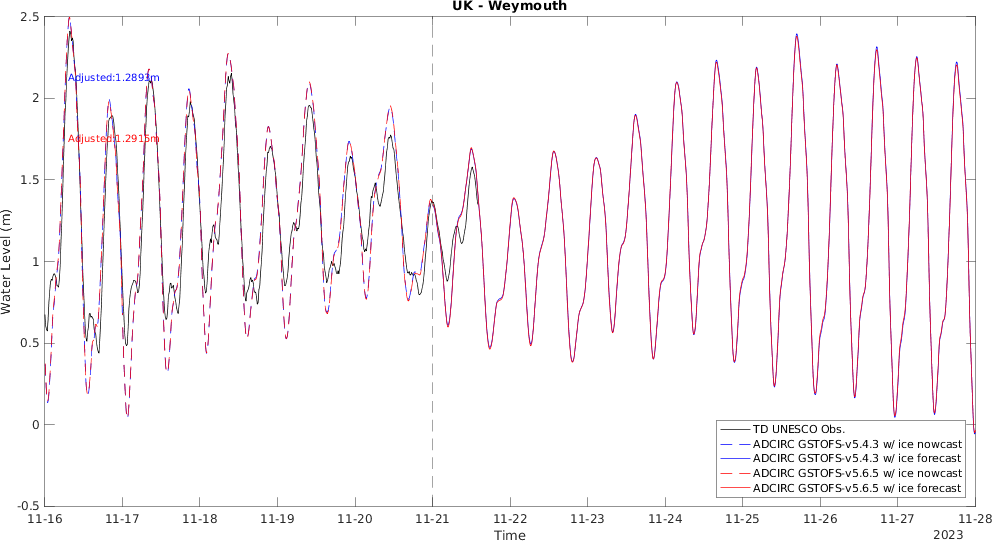 UK - Weymouth
2.5
2
1.5
1
0.5
0
-0.5
Water Level (m)
Adjusted:1.2893m
Adjusted:1.2915m
TD UNESCO Obs.
ADCIRC GSTOFS-v5.4.3 w/ ice nowcast
ADCIRC GSTOFS-v5.4.3 w/ ice forecast
ADCIRC GSTOFS-v5.6.5 w/ ice nowcast
ADCIRC GSTOFS-v5.6.5 w/ ice forecast
11-16 11-17 11-18 11-19 11-20 11-21 11-22 11-23 11-24 11-25 11-26 11-27 11-28
Time
2023